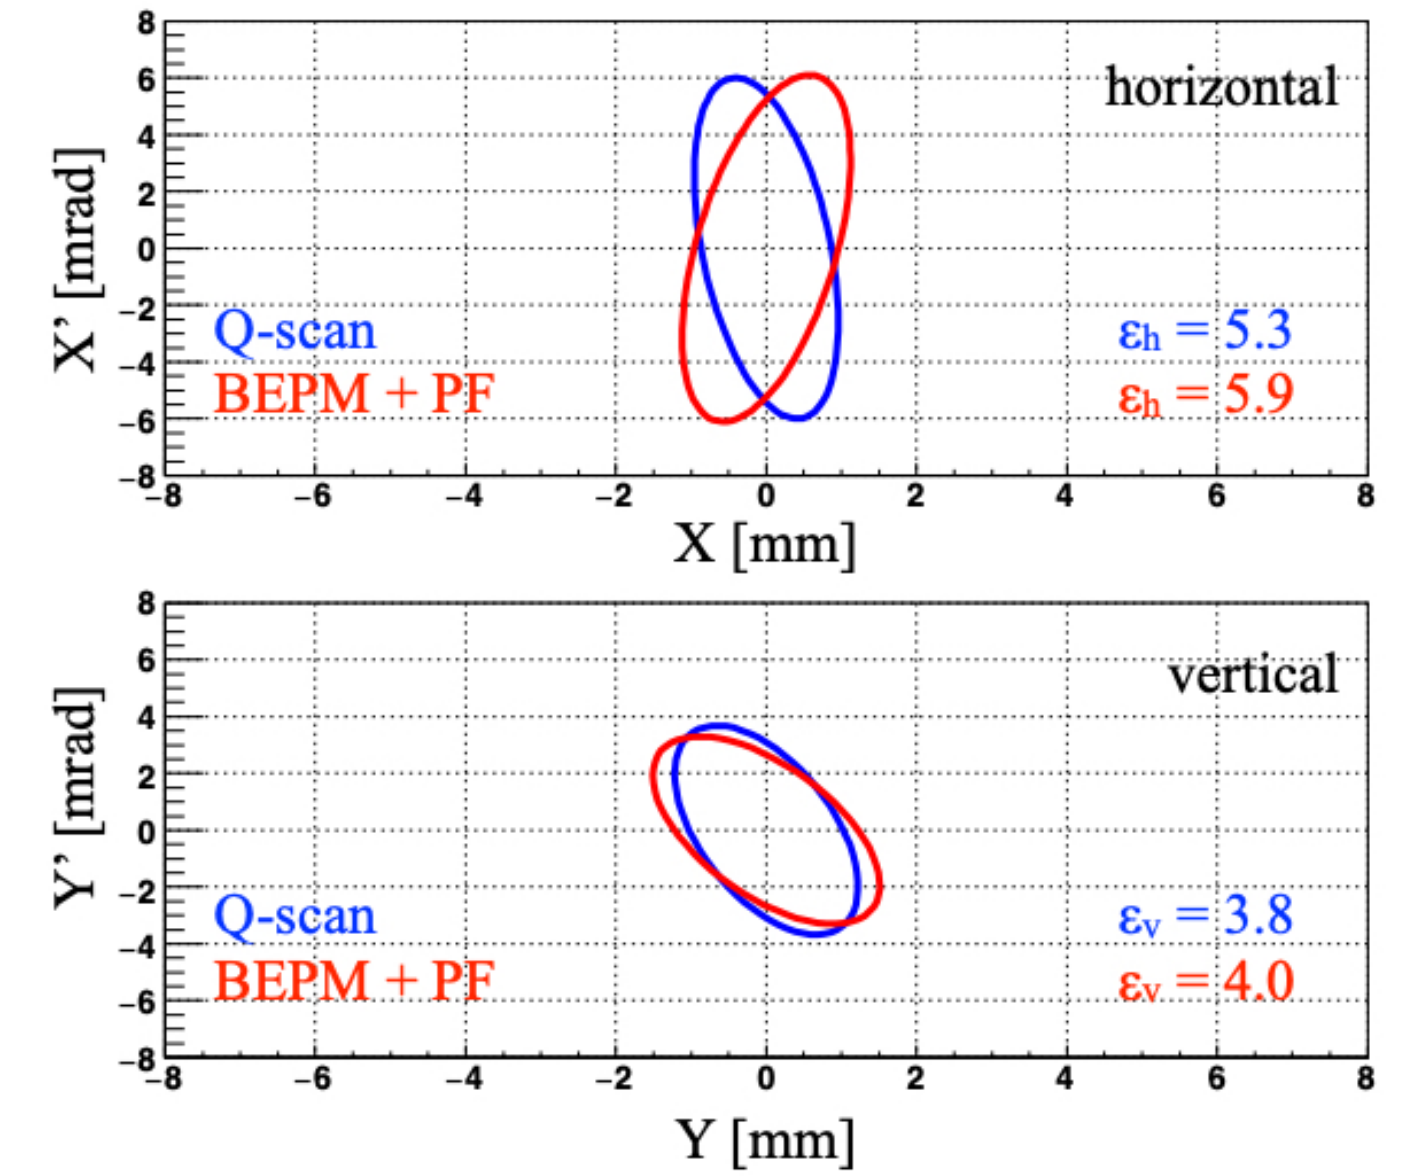 8
6
4
2
0
−2
−4
−6
−8
X’ [mrad]
horizontal
Q-scan
εh = 5.3
BEPM + PF
εh = 5.9
−8 −6 −4 −2 0 2 4 6 8
X [mm]
8
6
4
2
0
−2
−4
−6
−8
Y’ [mrad]
vertical
Q-scan
εv = 3.8
BEPM + PF
εv = 4.0
−8 −6 −4 −2 0 2 4 6 8
Y [mm]